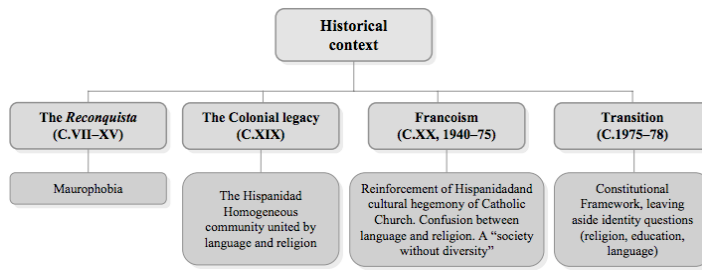 Historical
context
The Reconquista
(C.VII–XV)
The Colonial legacy
(C.XIX)
Francoism
(C.XX, 1940–75)
Transition
(C.1975–78)
Maurophobia
The Hispanidad
Homogeneous
community united by
language and religion
Reinforcement of Hispanidadand
cultural hegemony of Catholic
Church. Confusion between
language and religion. A “society
without diversity”
Constitutional
Framework, leaving
aside identity questions
(religion, education,
language)